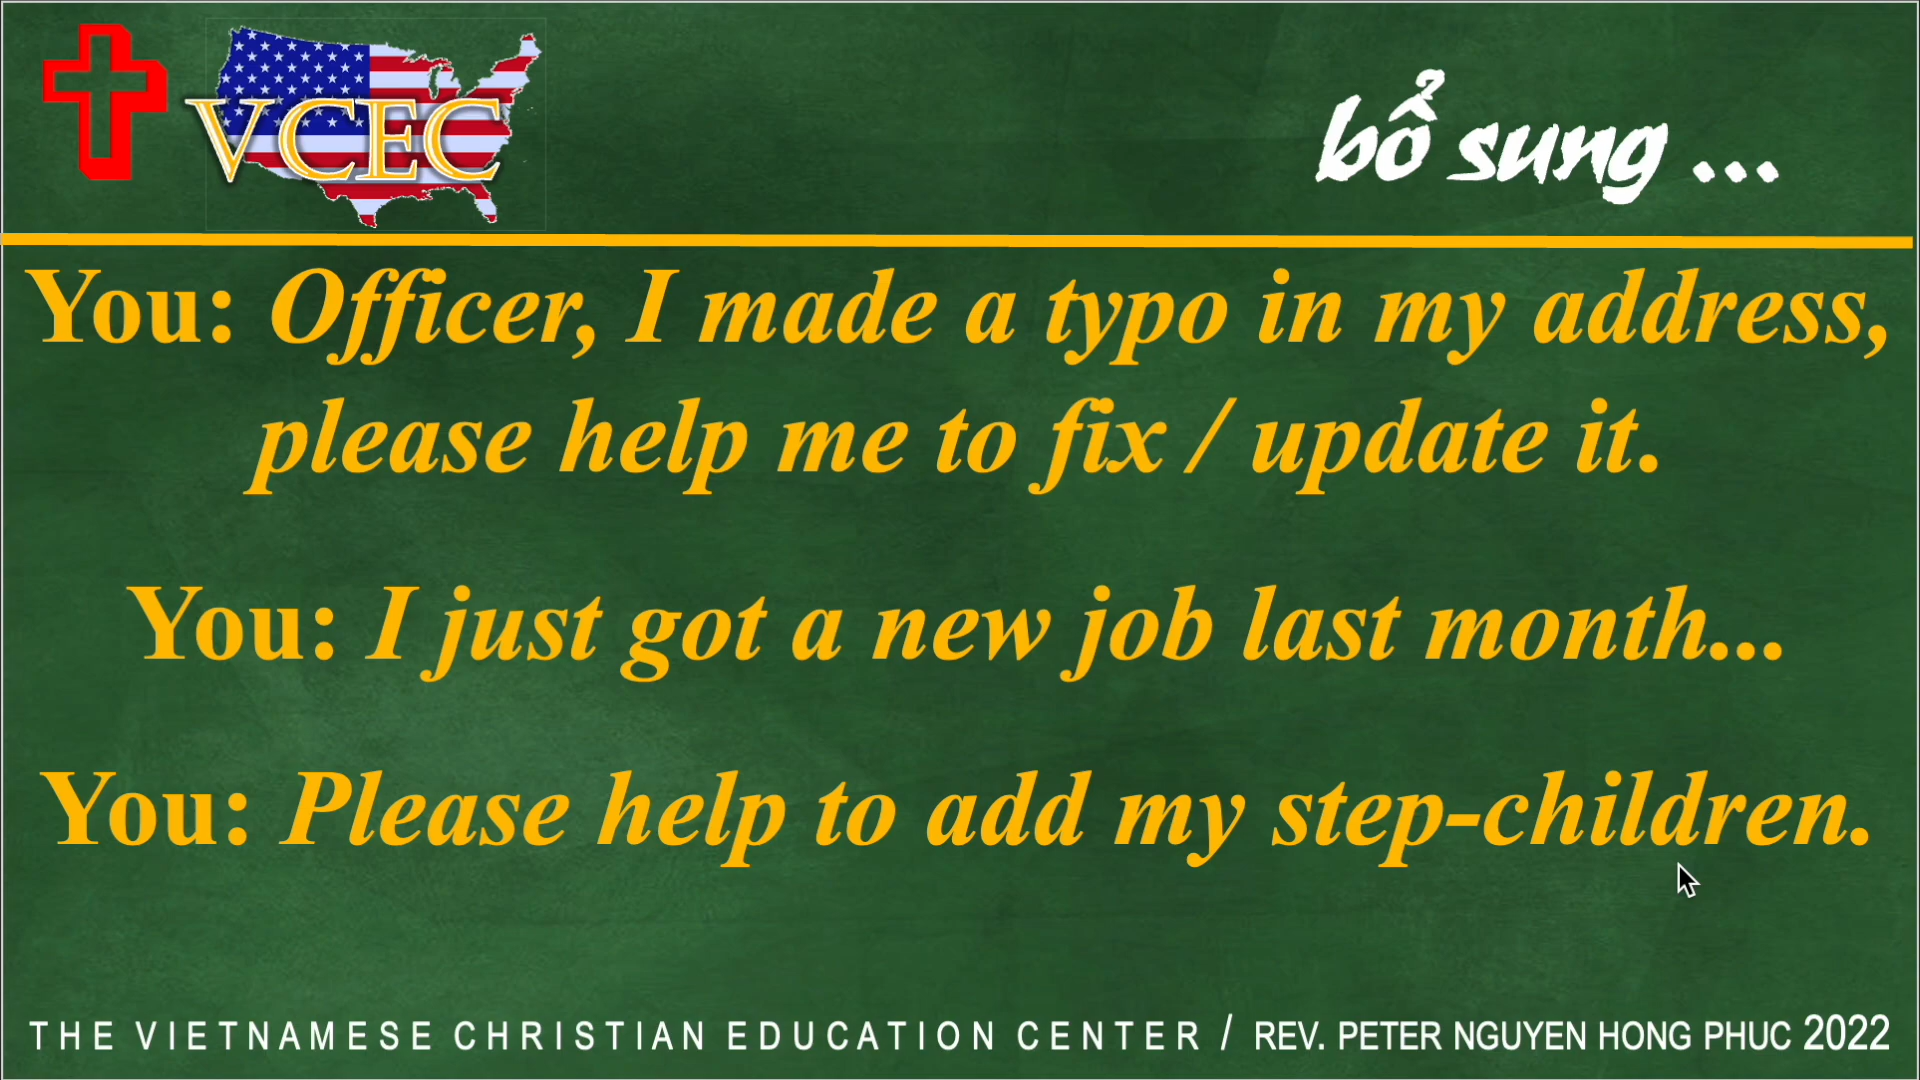 VCEC
bổ sung ...
You: Officer, I made a typo in my address,
please help me to fix / update it.
You: I just got a new job last month...
You: Please help to add my step-children.
THE VIETNAMESE CHRISTIAN EDUCATION CENTER / REV. PETER NGUYEN HONG PHUC 2022